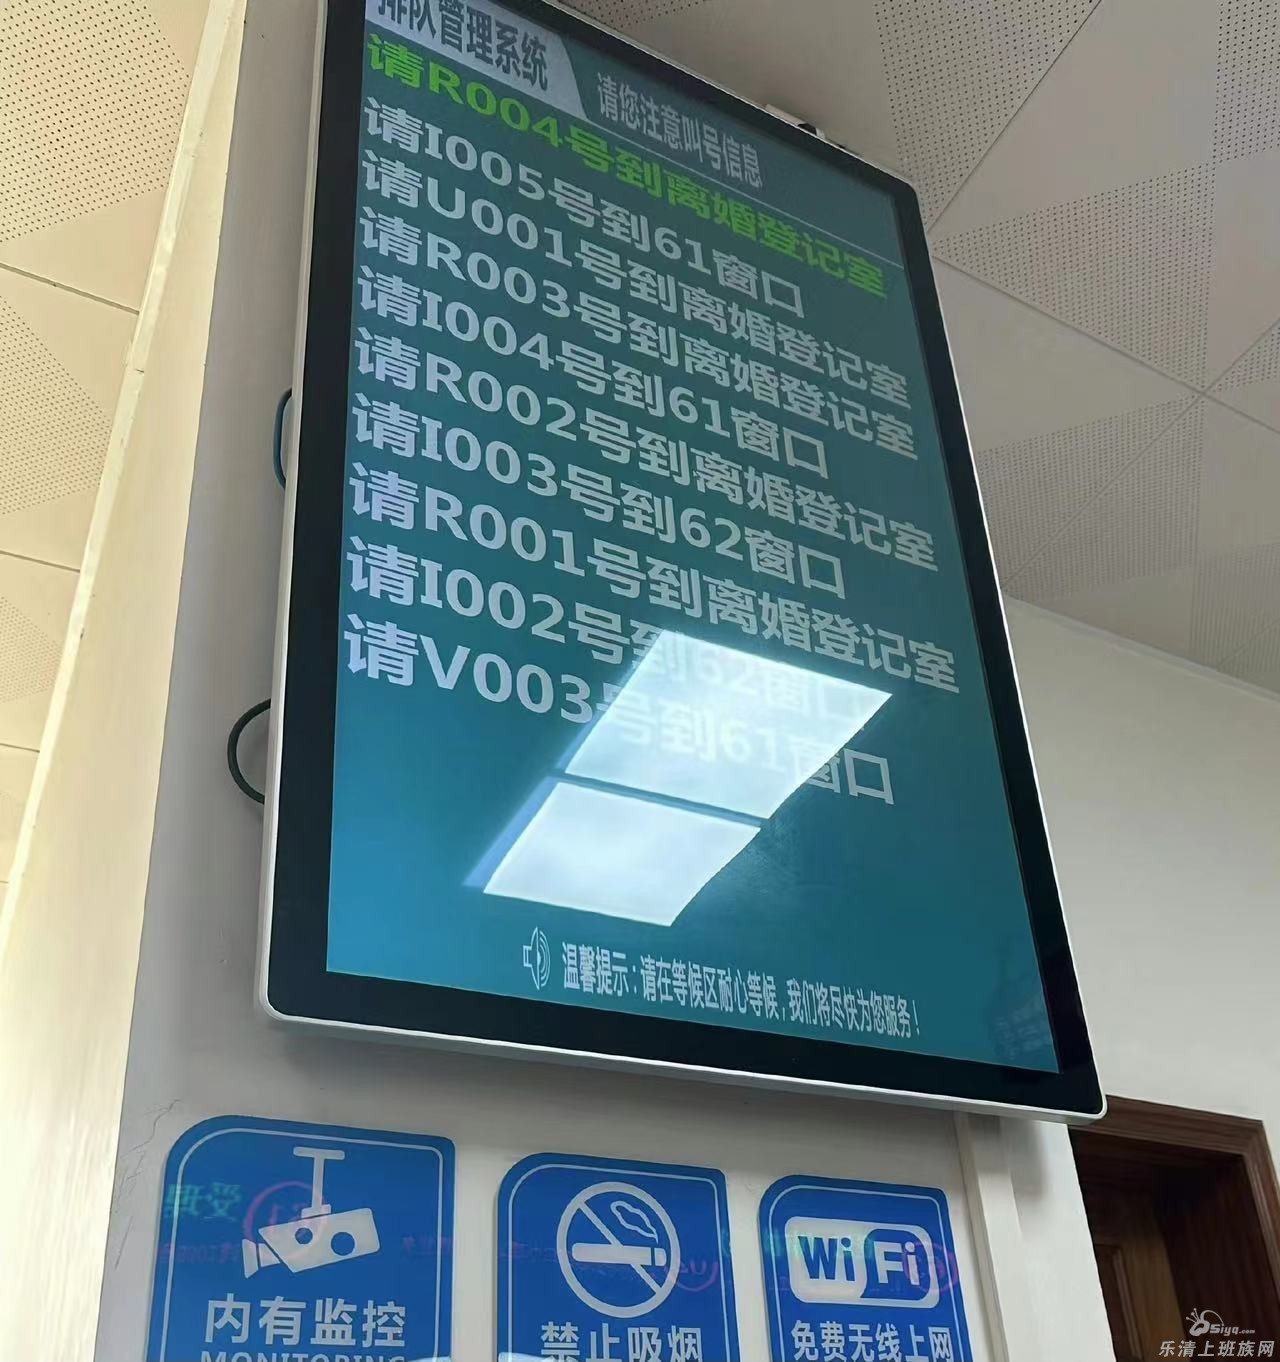 排队管理系统
请您注意叫号信息
请R004号到离婚登记室
请I005号到61窗口
请U001号到离婚登记室
请R003号到离婚登记室
请I004号到61窗口
请R002号到离婚登记室
请I003号到62窗口
请R001号到离婚登记室
请I002号到62窗口
请V003号到61窗口
温馨提示：请在等候区耐心等候，我们将尽快为您服务！
内有监控
MONITORING
禁止吸烟
WiFi
免费无线上网
Siyq.com
乐清上班族网